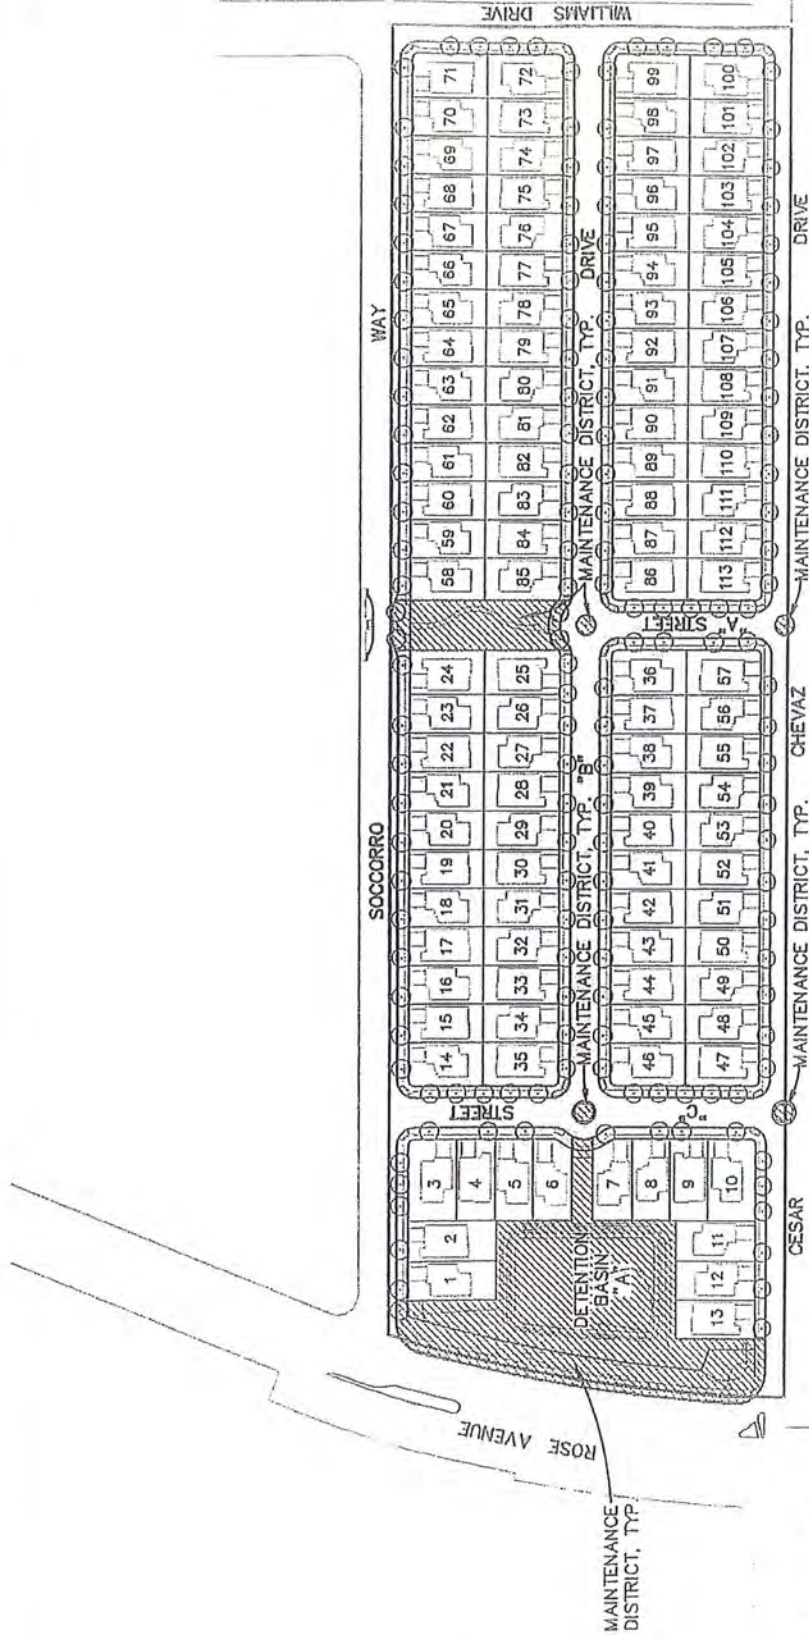 WILLIAMS DRIVE
SOCCORRO WAY
71 70 69 68 67 66 65 64 63 62 61 60 59 58
72 73 74 75 76 77 78 79 80 81 82 83 84 85
"B" DRIVE
MAINTENANCE DISTRICT, TYP.
99 98 97 96 95 94 93 92 91 90 89 88 87 86
100 101 102 103 104 105 106 107 108 109 110 111 112 113
"A" STREET
24 23 22 21 20 19 18 17 16 15 14
25 26 27 28 29 30 31 32 33 34 35
MAINTENANCE DISTRICT, TYP.
36 37 38 39 40 41 42 43 44 45 46
57 56 55 54 53 52 51 50 49 48 47
"C" STREET
3 4 5 6 7 8 9 10
2
1
11
12
13
DETENTION
BASIN
"A"
CESAR CHEVAZ DRIVE
MAINTENANCE DISTRICT, TYP.
MAINTENANCE DISTRICT, TYP.
ROSE AVENUE
MAINTENANCE
DISTRICT, TYP.